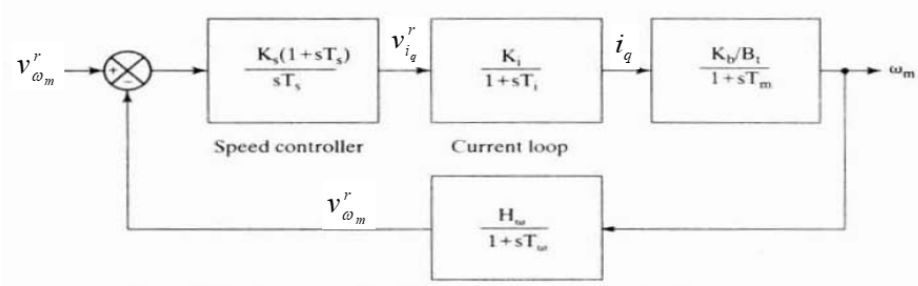 v^r_{ω_m}
+
−
K_s(1+sT_s)
sT_s
Speed controller
v^r_{i_q}
K_i
1+sT_i
Current loop
i_q
K_b/B_t
1+sT_m
ω_m
v^r_{ω_m}
H_ω
1+sT_ω